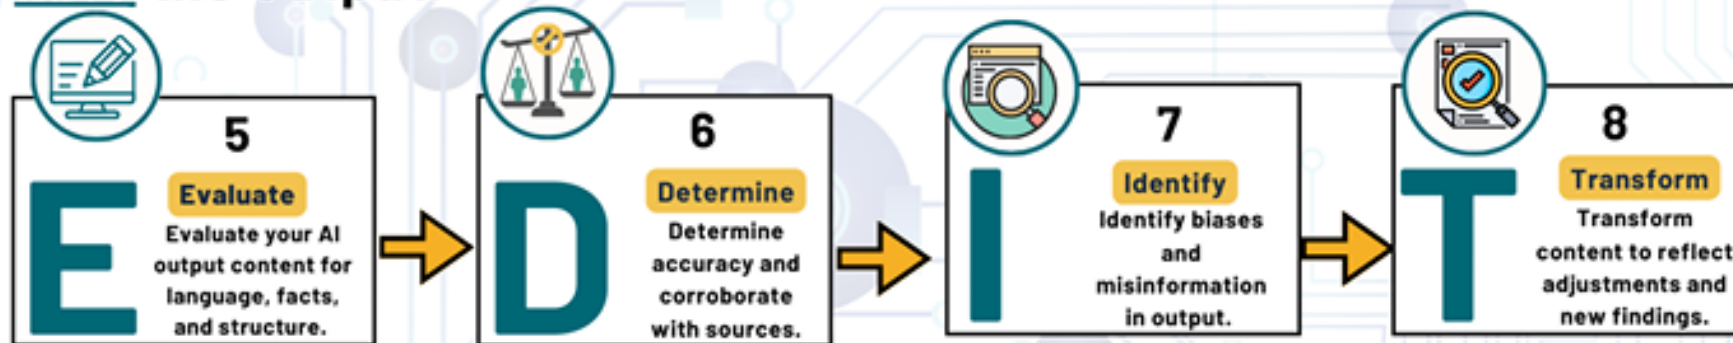 5
E
Evaluate
Evaluate your AI
output content for
language, facts,
and structure.
6
D
Determine
Determine
accuracy and
corroborate
with sources.
7
I
Identify
Identify biases
and
misinformation
in output.
8
T
Transform
Transform
content to reflect
adjustments and
new findings.